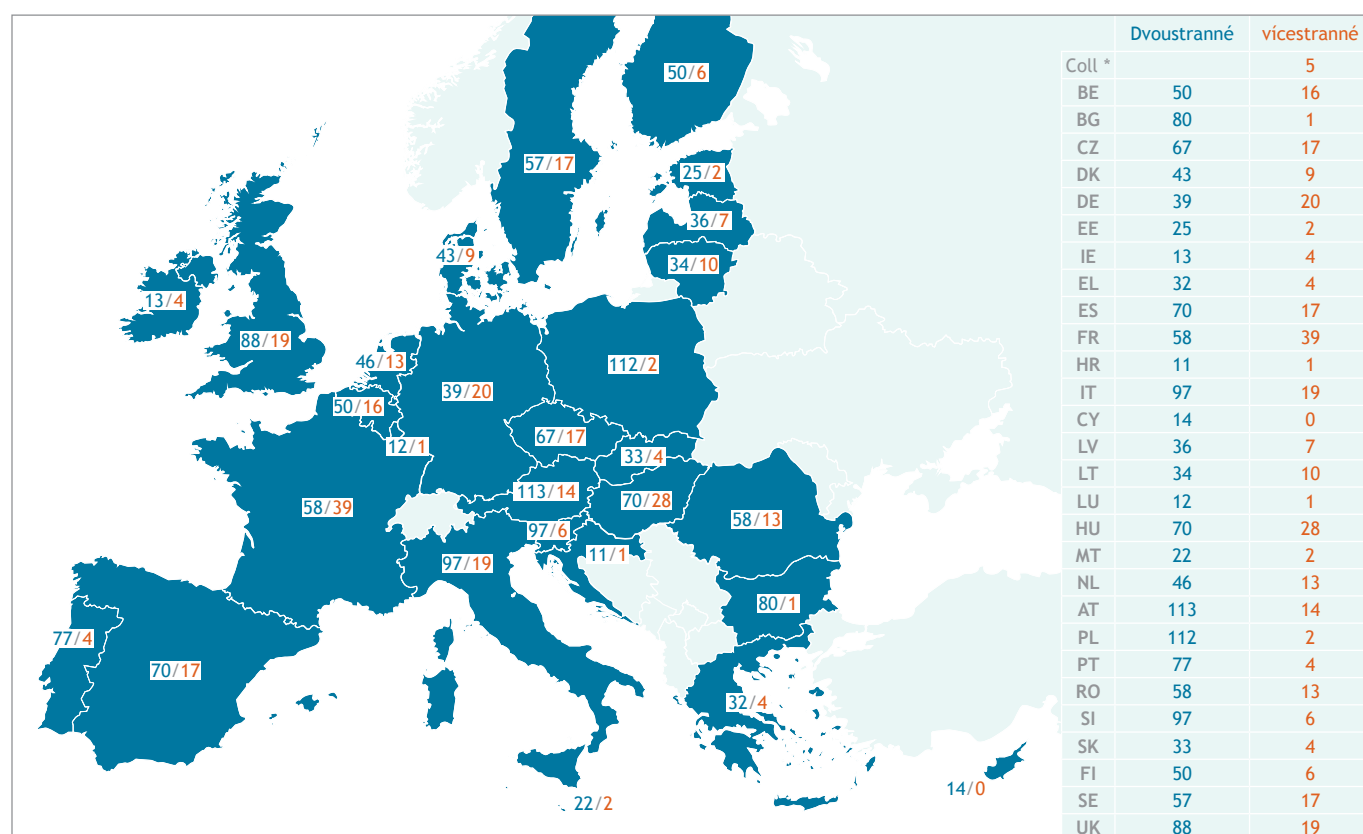 50/6
57/17
25/2
36/7
43/9
34/10
13/4
88/19
46/13
112/2
39/20
50/16
67/17
12/1
33/4
113/14
70/28
58/39
58/13
97/6
11/1
97/19
80/1
77/4
70/17
32/4
14/0
22/2
Dvoustranné vícestranné
Coll * 5
BE 50 16
BG 80 1
CZ 67 17
DK 43 9
DE 39 20
EE 25 2
IE 13 4
EL 32 4
ES 70 17
FR 58 39
HR 11 1
IT 97 19
CY 14 0
LV 36 7
LT 34 10
LU 12 1
HU 70 28
MT 22 2
NL 46 13
AT 113 14
PL 112 2
PT 77 4
RO 58 13
SI 97 6
SK 33 4
FI 50 6
SE 57 17
UK 88 19